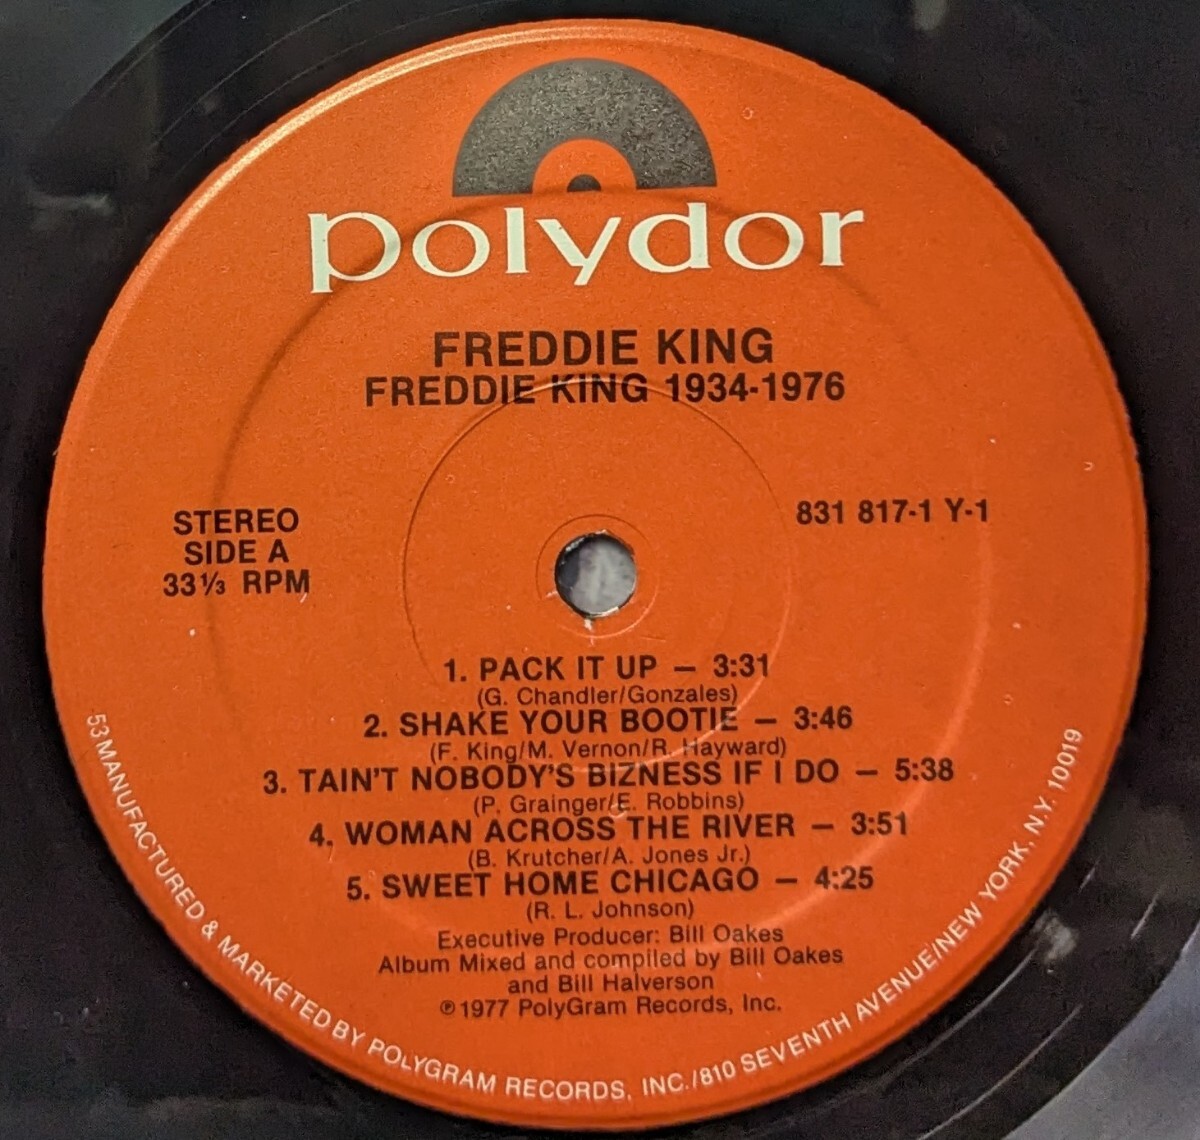 polydor
FREDDIE KING
FREDDIE KING 1934-1976
STEREO
SIDE A
33⅓ RPM
831 817-1 Y-1
1. PACK IT UP — 3:31
(G. Chandler/Gonzales)
2. SHAKE YOUR BOOTIE — 3:46
(F. King/M. Vernon/R. Hayward)
3. TAIN'T NOBODY'S BIZNESS IF I DO — 5:38
(P. Grainger/E. Robbins)
4. WOMAN ACROSS THE RIVER — 3:51
(B. Krutcher/A. Jones Jr.)
5. SWEET HOME CHICAGO — 4:25
(R. L. Johnson)
Executive Producer: Bill Oakes
Album Mixed and compiled by Bill Oakes
and Bill Halverson
℗1977 PolyGram Records, Inc.
53 MANUFACTURED & MARKETED BY POLYGRAM RECORDS, INC./810 SEVENTH AVENUE/NEW YORK, N.Y. 10019